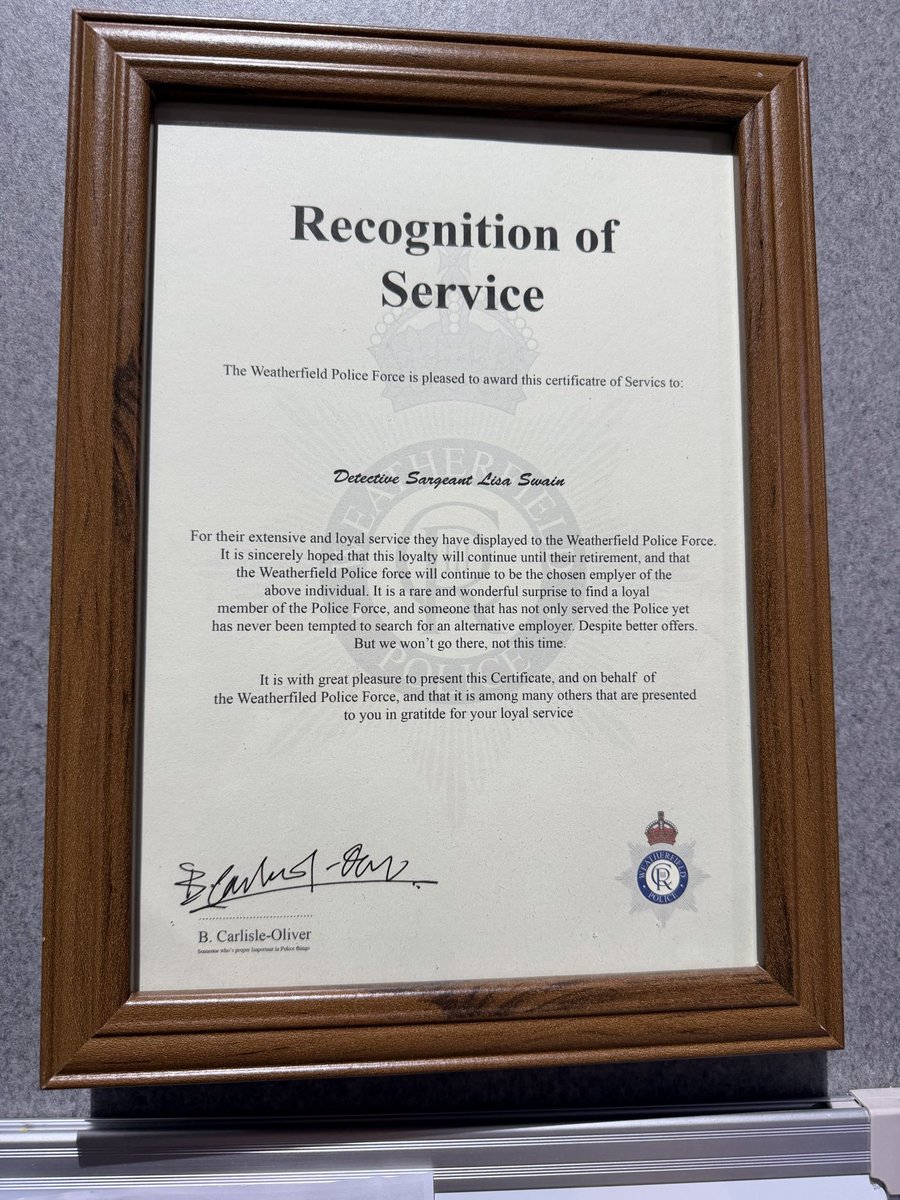 Recognition of
Service
The Weatherfield Police Force is pleased to award this certificatre of Servics to:
Detective Sargeant Lisa Swain
For their extensive and loyal service they have displayed to the Weatherfield Police Force.
It is sincerely hoped that this loyalty will continue until their retirement, and that
the Weatherfield Police force will continue to be the chosen emplyer of the
above individual. It is a rare and wonderful surprise to find a loyal
member of the Police Force, and someone that has not only served the Police yet
has never been tempted to search for an alternative employer. Despite better offers.
But we won't go there, not this time.
It is with great pleasure to present this Certificate, and on behalf of
the Weatherfiled Police Force, and that it is among many others that are presented
to you in gratitde for your loyal service
B. Carlisle-Oliver
Someone who's proper Important in Police things
WEATHERFIELD
POLICE